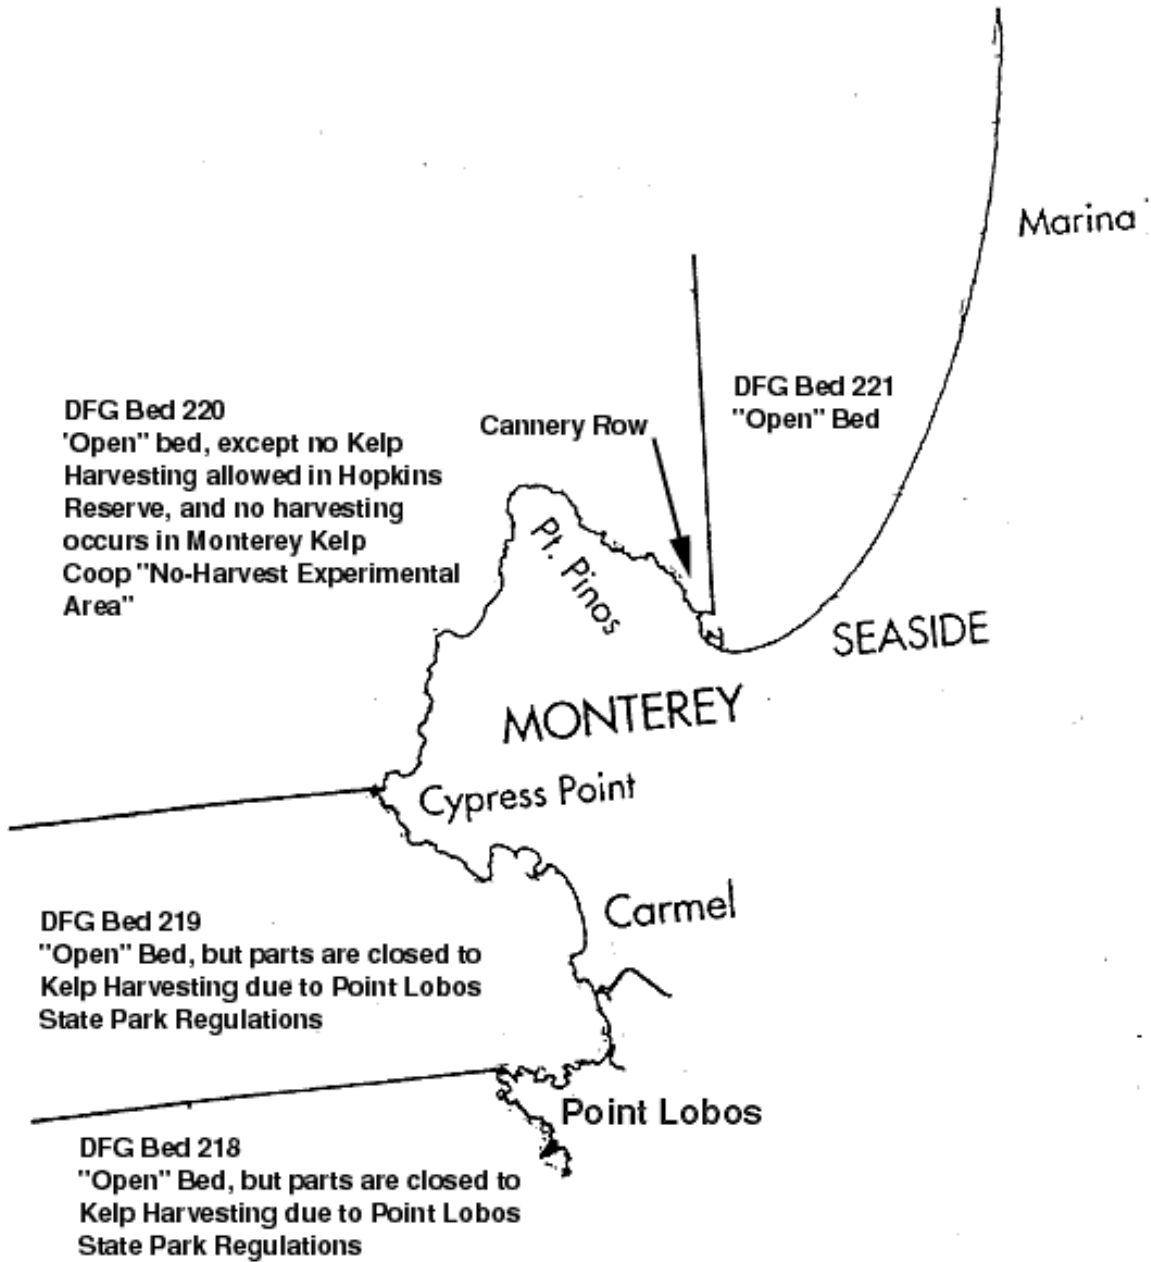 Marina
DFG Bed 221
"Open" Bed
Cannery Row
DFG Bed 220
'Open" bed, except no Kelp
Harvesting allowed in Hopkins
Reserve, and no harvesting
occurs in Monterey Kelp
Coop "No-Harvest Experimental
Area"
Pt. Pinos
SEASIDE
MONTEREY
Cypress Point
Carmel
DFG Bed 219
"Open" Bed, but parts are closed to
Kelp Harvesting due to Point Lobos
State Park Regulations
Point Lobos
DFG Bed 218
"Open" Bed, but parts are closed to
Kelp Harvesting due to Point Lobos
State Park Regulations